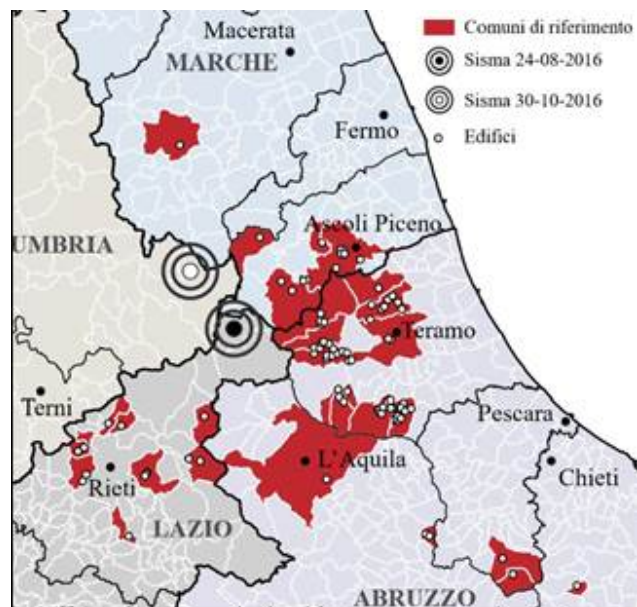 Macerata
MARCHE
Comuni di riferimento
Sisma 24-08-2016
Sisma 30-10-2016
Edifici
Fermo
UMBRIA
Ascoli Piceno
Teramo
Terni
Pescara
Rieti
L'Aquila
Chieti
LAZIO
ABRUZZO